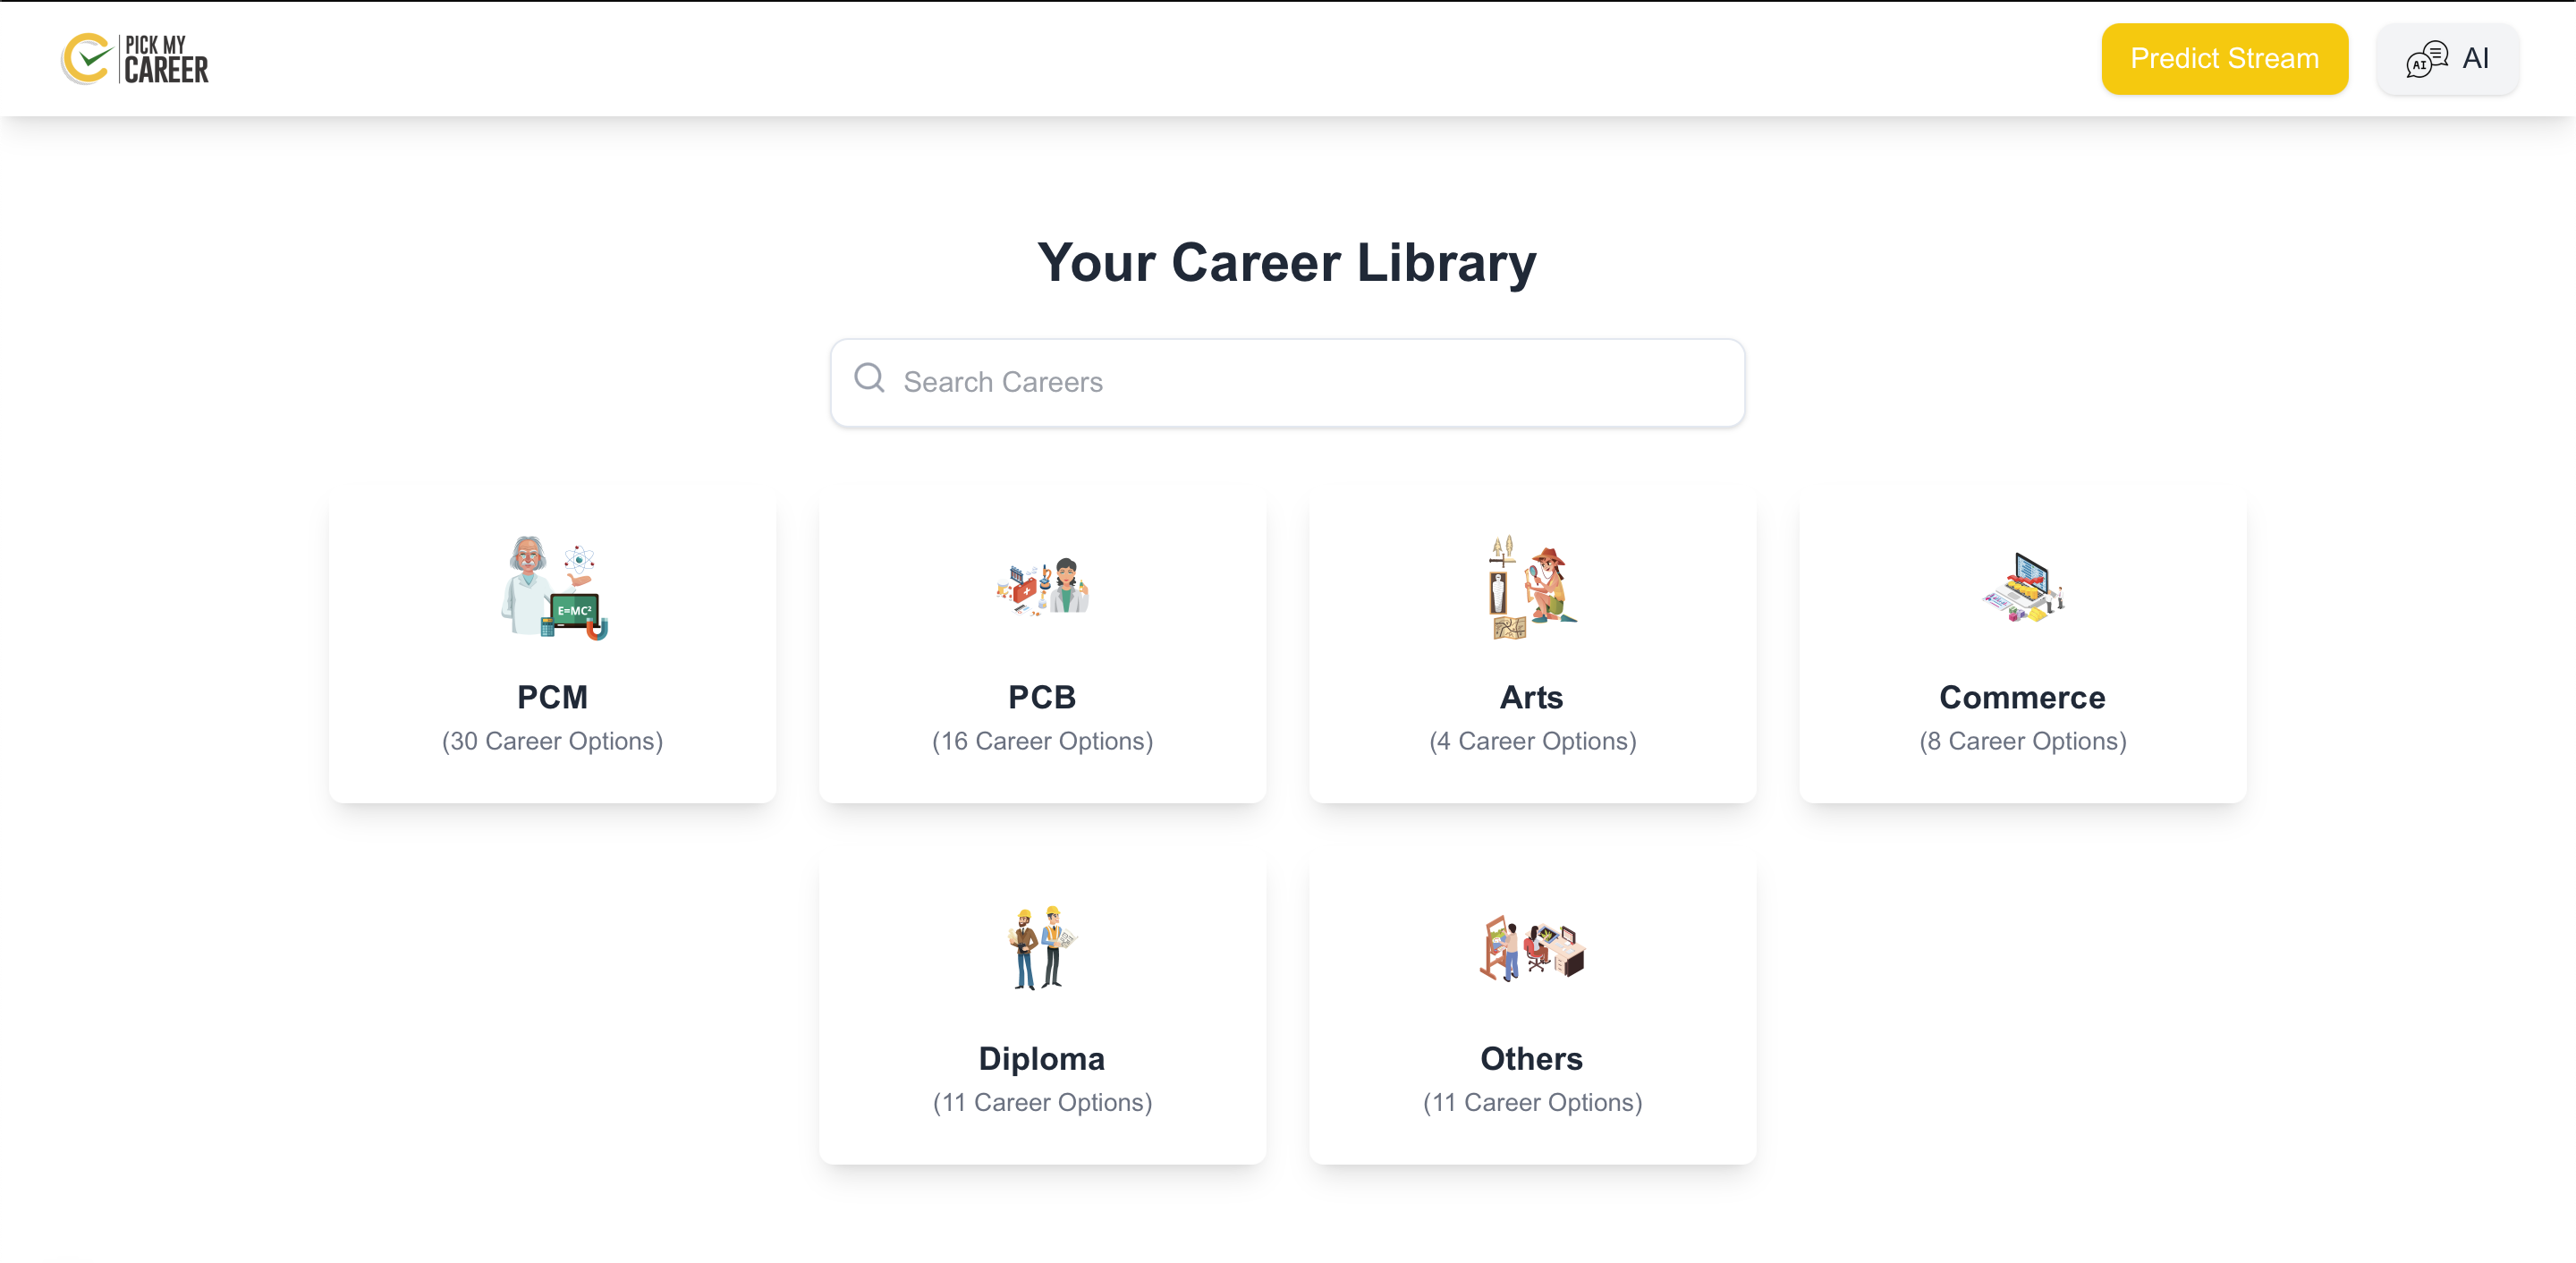 PICK MY
CAREER
Predict Stream
AI
AI
Your Career Library
Search Careers
E=MC²
PCM
(30 Career Options)
PCB
(16 Career Options)
Arts
(4 Career Options)
Commerce
(8 Career Options)
Diploma
(11 Career Options)
Others
(11 Career Options)